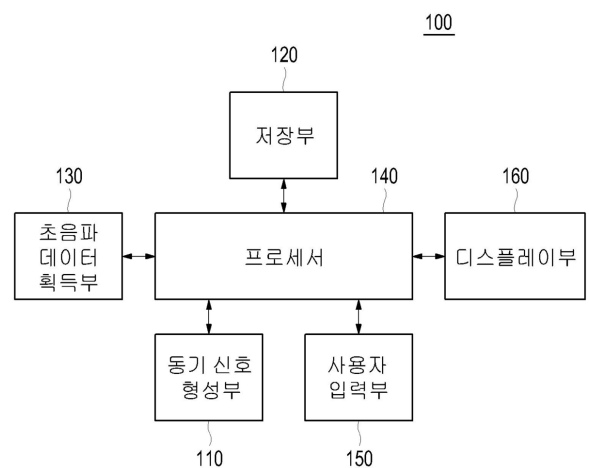 100
120
저장부
130
140
160
초음파
데이터
획득부
프로세서
디스플레이부
동기 신호
형성부
사용자
입력부
110
150